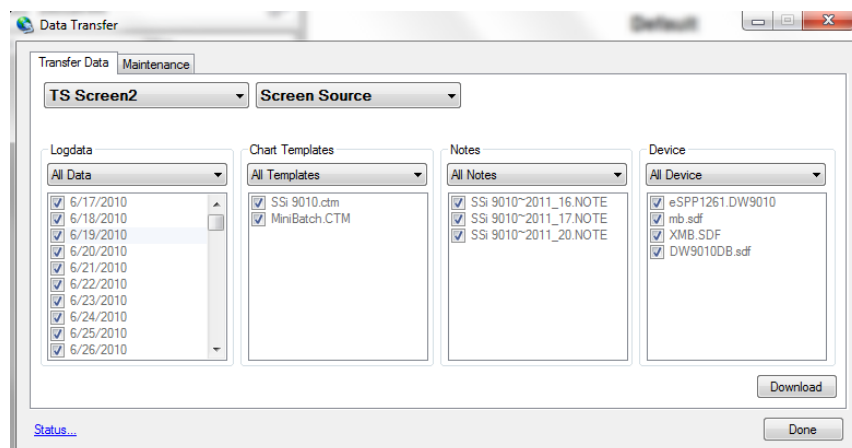 Data Transfer
Default
Transfer Data
Maintenance
TS Screen2
Screen Source
Logdata
All Data
6/17/2010
6/18/2010
6/19/2010
6/20/2010
6/21/2010
6/22/2010
6/23/2010
6/24/2010
6/25/2010
6/26/2010
Chart Templates
All Templates
SSi 9010.ctm
MiniBatch.CTM
Notes
All Notes
SSi 9010~2011_16.NOTE
SSi 9010~2011_17.NOTE
SSi 9010~2011_20.NOTE
Device
All Device
eSPP1261.DW9010
mb.sdf
XMB.SDF
DW9010DB.sdf
Download
Status...
Done